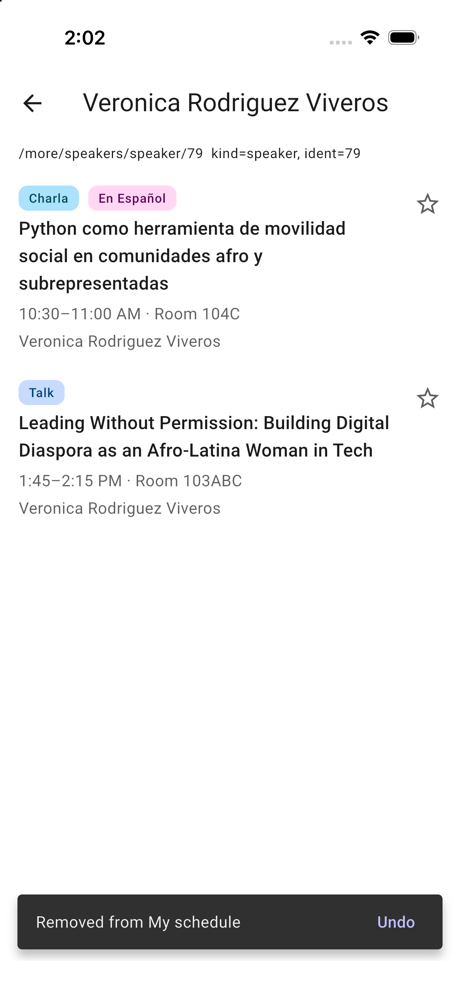 2:02
Veronica Rodriguez Viveros
/more/speakers/speaker/79  kind=speaker, ident=79
Charla En Español
Python como herramienta de movilidad
social en comunidades afro y
subrepresentadas
10:30–11:00 AM · Room 104C
Veronica Rodriguez Viveros
Talk
Leading Without Permission: Building Digital
Diaspora as an Afro-Latina Woman in Tech
1:45–2:15 PM · Room 103ABC
Veronica Rodriguez Viveros
Removed from My schedule Undo